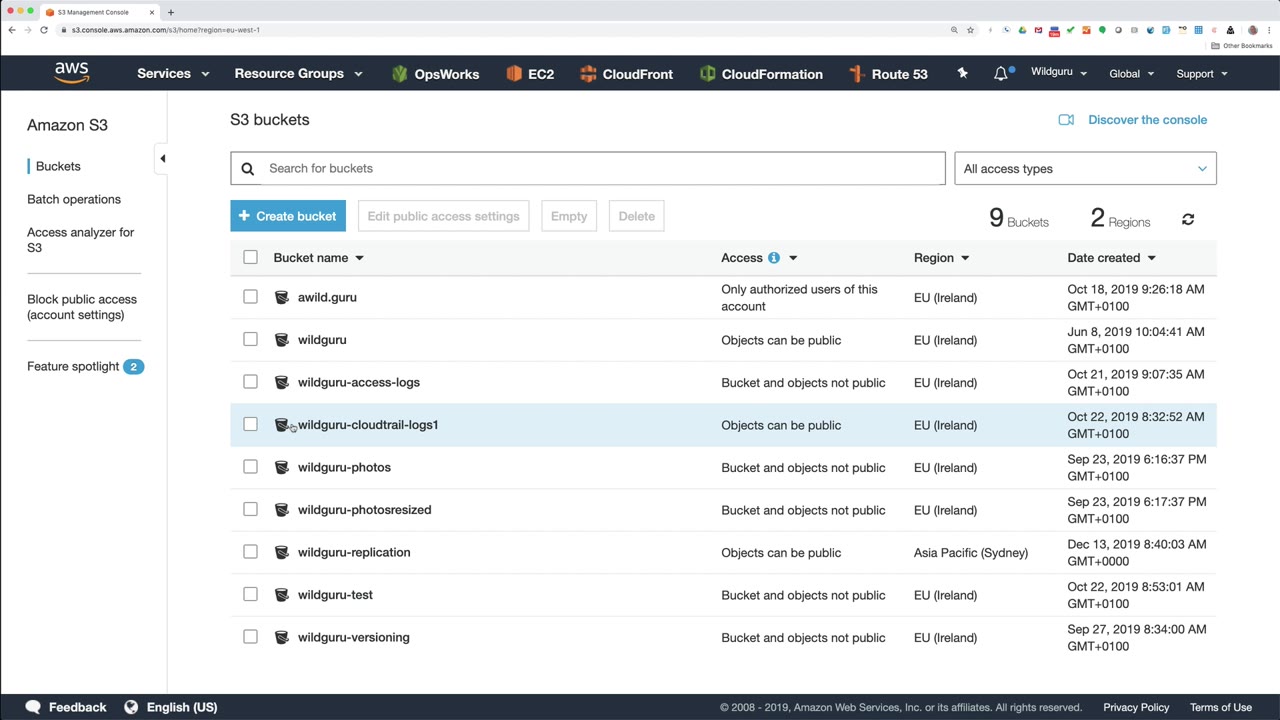 S3 Management Console
s3.console.aws.amazon.com/s3/home?region=eu-west-1
Other Bookmarks
aws
Services
Resource Groups
OpsWorks
EC2
CloudFront
CloudFormation
Route 53
Wildguru
Global
Support
Amazon S3
Buckets
Batch operations
Access analyzer for
S3
Block public access
(account settings)
Feature spotlight 2
S3 buckets
Discover the console
Search for buckets
All access types
Create bucket
Edit public access settings
Empty
Delete
9 Buckets
2 Regions
Bucket name
Access
Region
Date created
awild.guru
Only authorized users of this
account
EU (Ireland)
Oct 18, 2019 9:26:18 AM
GMT+0100
wildguru
Objects can be public
EU (Ireland)
Jun 8, 2019 10:04:41 AM
GMT+0100
wildguru-access-logs
Bucket and objects not public
EU (Ireland)
Oct 21, 2019 9:07:35 AM
GMT+0100
wildguru-cloudtrail-logs1
Objects can be public
EU (Ireland)
Oct 22, 2019 8:32:52 AM
GMT+0100
wildguru-photos
Bucket and objects not public
EU (Ireland)
Sep 23, 2019 6:16:37 PM
GMT+0100
wildguru-photosresized
Bucket and objects not public
EU (Ireland)
Sep 23, 2019 6:17:37 PM
GMT+0100
wildguru-replication
Objects can be public
Asia Pacific (Sydney)
Dec 13, 2019 8:40:03 AM
GMT+0000
wildguru-test
Bucket and objects not public
EU (Ireland)
Oct 22, 2019 8:53:01 AM
GMT+0100
wildguru-versioning
Bucket and objects not public
EU (Ireland)
Sep 27, 2019 8:34:00 AM
GMT+0100
Feedback
English (US)
© 2008 - 2019, Amazon Web Services, Inc. or its affiliates. All rights reserved.
Privacy Policy
Terms of Use